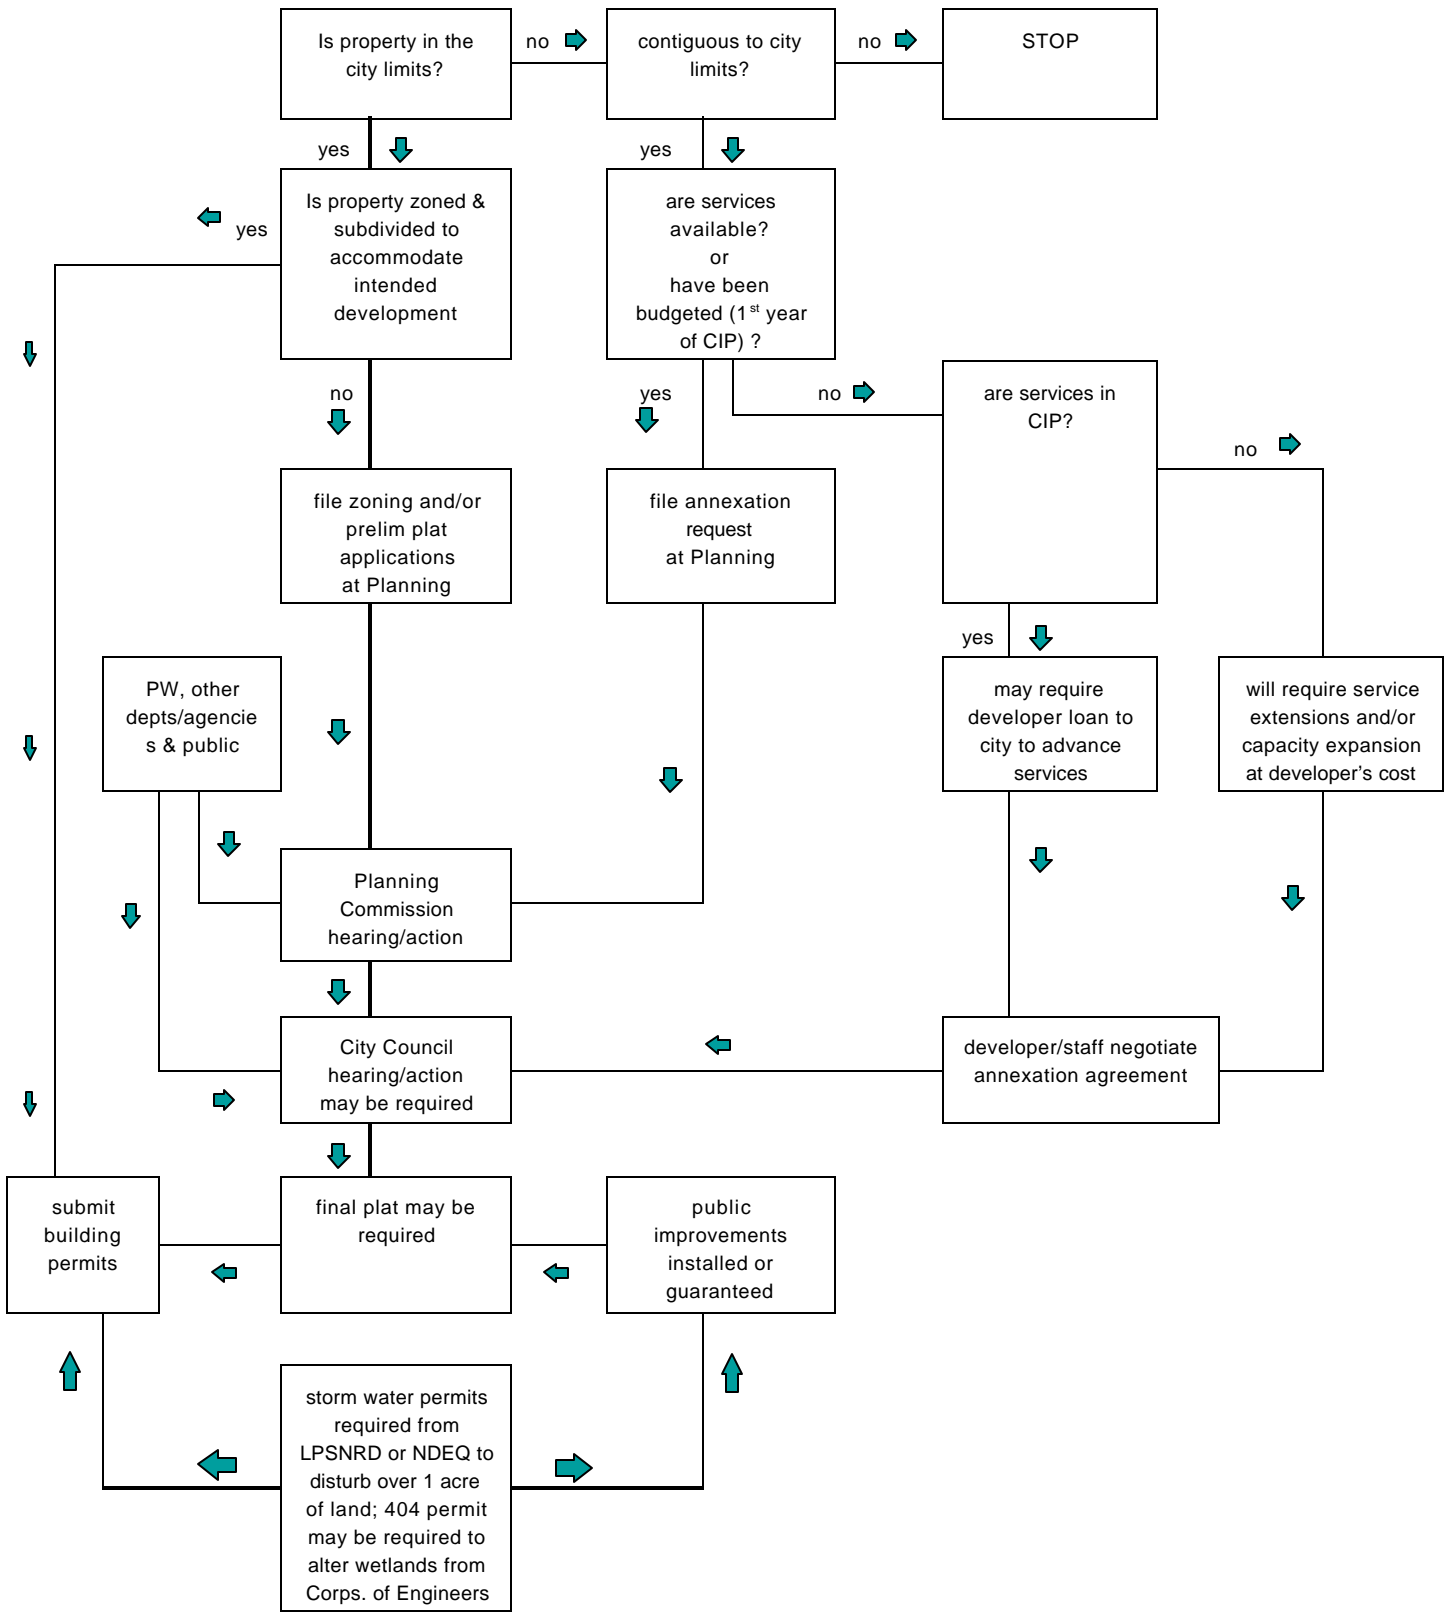 Is property in the
city limits?
no
contiguous to city
limits?
no
STOP
yes
yes
Is property zoned &
subdivided to
accommodate
intended
development
yes
are services
available?
or
have been
budgeted (1st year
of CIP) ?
no
yes
no
are services in
CIP?
no
file zoning and/or
prelim plat
applications
at Planning
file annexation
request
at Planning
yes
PW, other
depts/agencie
s & public
may require
developer loan to
city to advance
services
will require service
extensions and/or
capacity expansion
at developer's cost
Planning
Commission
hearing/action
City Council
hearing/action
may be required
developer/staff negotiate
annexation agreement
submit
building
permits
final plat may be
required
public
improvements
installed or
guaranteed
storm water permits
required from
LPSNRD or NDEQ to
disturb over 1 acre
of land; 404 permit
may be required to
alter wetlands from
Corps. of Engineers